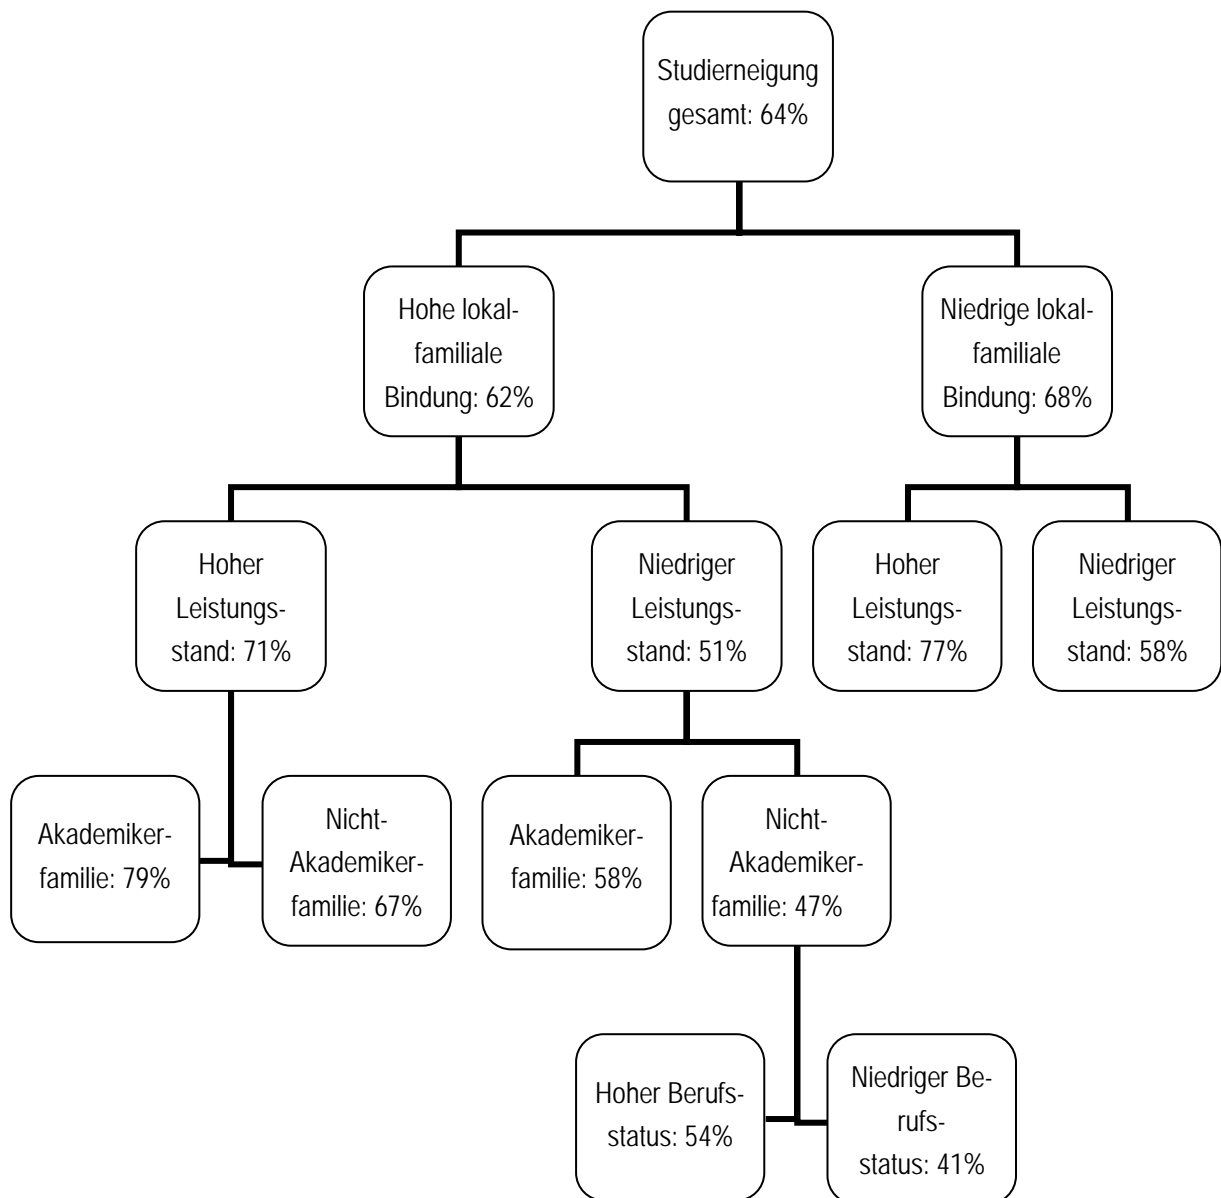 Studierneigung
gesamt: 64%
Hohe lokal-
familiale
Bindung: 62%
Niedrige lokal-
familiale
Bindung: 68%
Hoher
Leistungs-
stand: 71%
Niedriger
Leistungs-
stand: 51%
Hoher
Leistungs-
stand: 77%
Niedriger
Leistungs-
stand: 58%
Akademiker-
familie: 79%
Nicht-
Akademiker-
familie: 67%
Akademiker-
familie: 58%
Nicht-
Akademiker-
familie: 47%
Hoher Berufs-
status: 54%
Niedriger Be-
rufs-
status: 41%